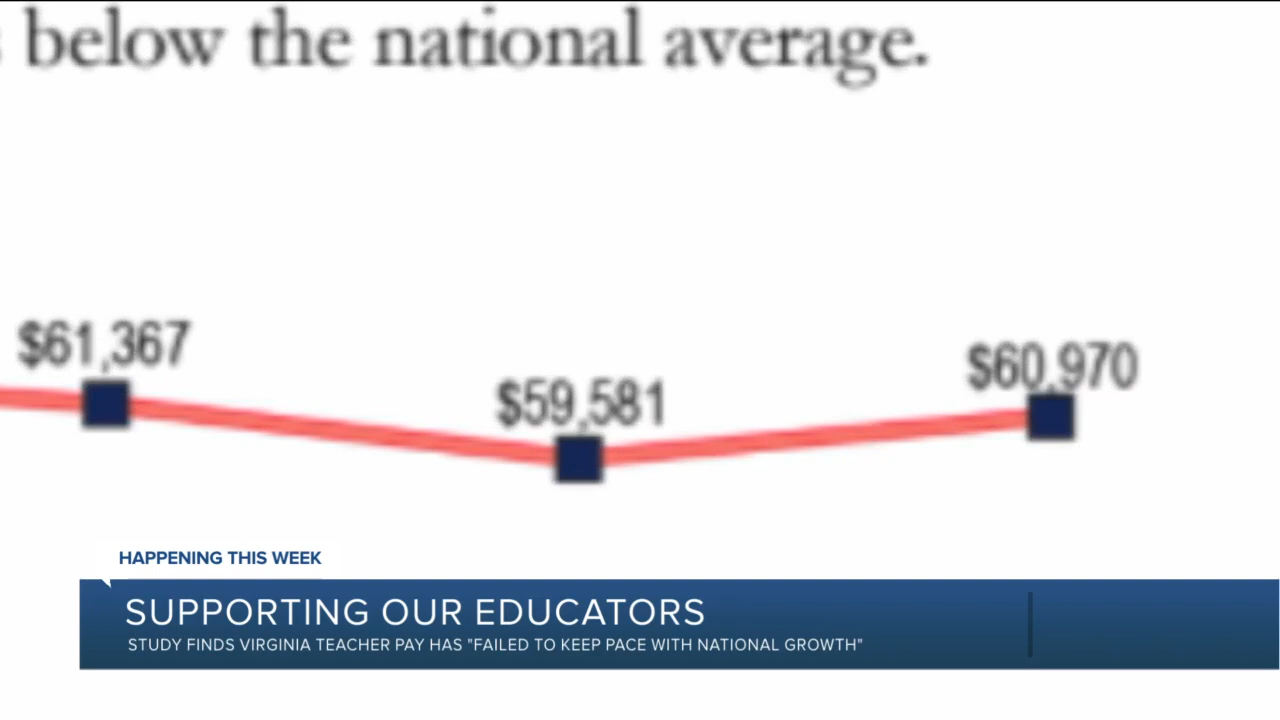 below the national average.
$61,367
$59,581
$60,970
HAPPENING THIS WEEK
SUPPORTING OUR EDUCATORS
STUDY FINDS VIRGINIA TEACHER PAY HAS "FAILED TO KEEP PACE WITH NATIONAL GROWTH"